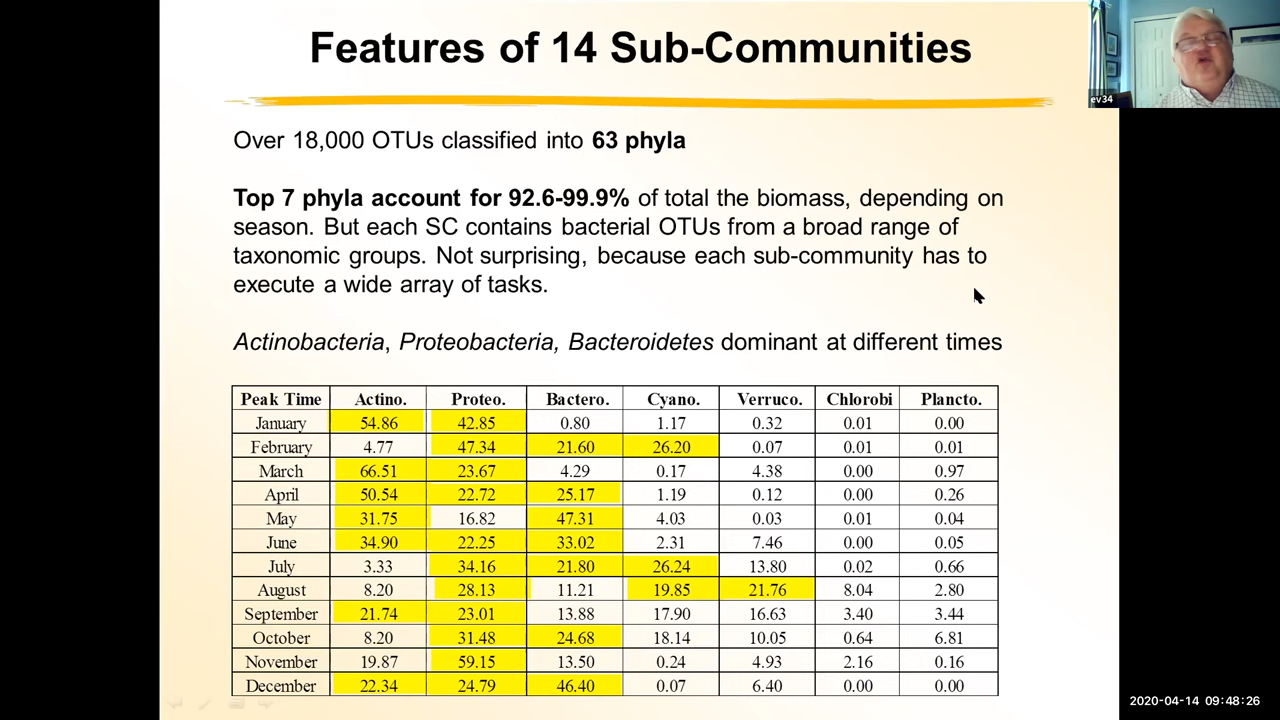 Features of 14 Sub-Communities
ev34
Over 18,000 OTUs classified into 63 phyla
Top 7 phyla account for 92.6-99.9% of total the biomass, depending on
season. But each SC contains bacterial OTUs from a broad range of
taxonomic groups. Not surprising, because each sub-community has to
execute a wide array of tasks.
Actinobacteria, Proteobacteria, Bacteroidetes dominant at different times
Peak Time Actino. Proteo. Bactero. Cyano. Verruco. Chlorobi Plancto.
January 54.86 42.85 0.80 1.17 0.32 0.01 0.00
February 4.77 47.34 21.60 26.20 0.07 0.01 0.01
March 66.51 23.67 4.29 0.17 4.38 0.00 0.97
April 50.54 22.72 25.17 1.19 0.12 0.00 0.26
May 31.75 16.82 47.31 4.03 0.03 0.01 0.04
June 34.90 22.25 33.02 2.31 7.46 0.00 0.05
July 3.33 34.16 21.80 26.24 13.80 0.02 0.66
August 8.20 28.13 11.21 19.85 21.76 8.04 2.80
September 21.74 23.01 13.88 17.90 16.63 3.40 3.44
October 8.20 31.48 24.68 18.14 10.05 0.64 6.81
November 19.87 59.15 13.50 0.24 4.93 2.16 0.16
December 22.34 24.79 46.40 0.07 6.40 0.00 0.00
2020-04-14 09:48:26